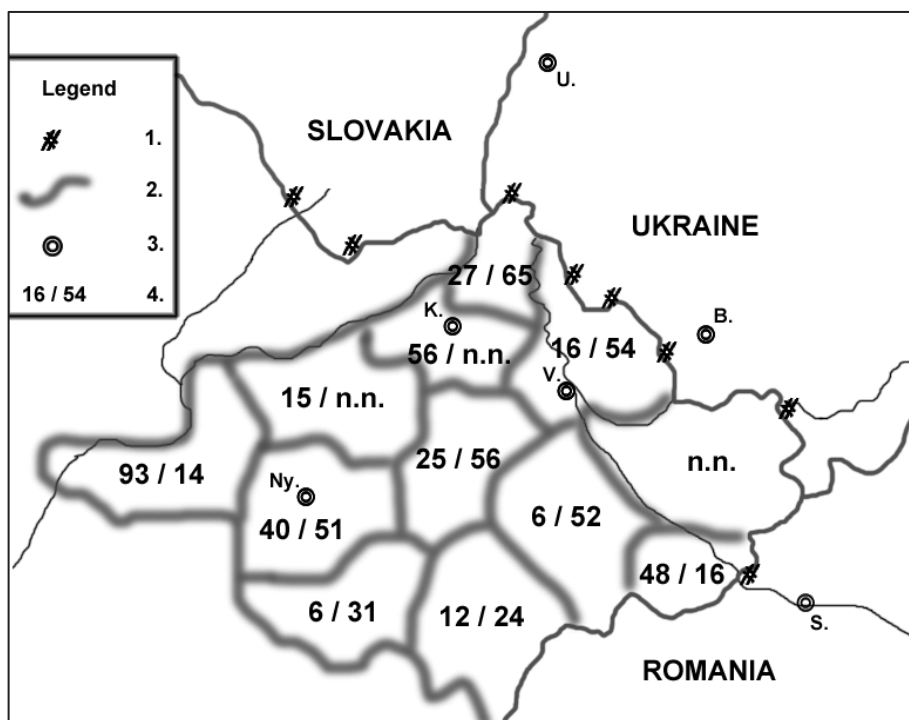 Legend
1.
2.
3.
16 / 54 4.
SLOVAKIA
U.
UKRAINE
27 / 65
K.
B.
56 / n.n.
16 / 54
V.
15 / n.n.
25 / 56
n.n.
93 / 14
Ny.
40 / 51
6 / 52
48 / 16
6 / 31
12 / 24
S.
ROMANIA